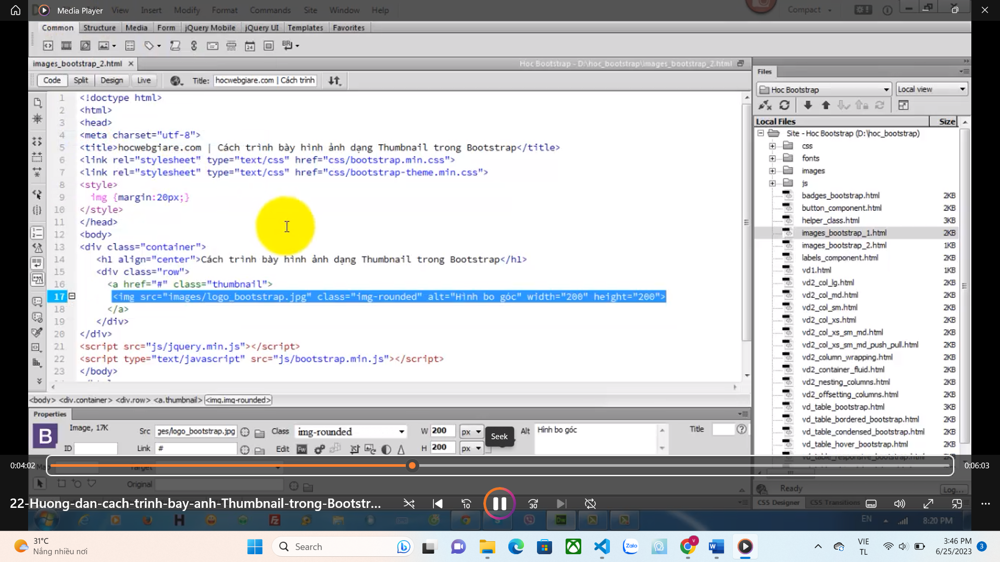 Media Player
View Insert Modify Format Commands Site Window Help
Compact
Common Structure Media Form jQuery Mobile jQuery UI Templates Favorites
images_bootstrap_2.html
Hoc Bootstrap - D:\hoc_bootstrap\images_bootstrap_2.html
Code Split Design Live Title: hocwebgiare.com | Cách trình
1 <!doctype html>
2 <html>
3 <head>
4 <meta charset="utf-8">
5 <title>hocwebgiare.com | Cách trình bày hình ảnh dạng Thumbnail trong Bootstrap</title>
6 <link rel="stylesheet" type="text/css" href="css/bootstrap.min.css">
7 <link rel="stylesheet" type="text/css" href="css/bootstrap-theme.min.css">
8 <style>
9 img {margin:20px;}
10 </style>
11 </head>
12 <body>
13 <div class="container">
14 <h1 align="center">Cách trình bày hình ảnh dạng Thumbnail trong Bootstrap</h1>
15 <div class="row">
16 <a href="#" class="thumbnail">
17 <img src="images/logo_bootstrap.jpg" class="img-rounded" alt="Hình bo góc" width="200" height="200">
18 </a>
19 </div>
20 </div>
21 <script src="js/jquery.min.js"></script>
22 <script type="text/javascript" src="js/bootstrap.min.js"></script>
23 </body>
<body> <div.container> <div.row> <a.thumbnail> <img.img-rounded>
Properties
Image, 17K Src ges/logo_bootstrap.jpg Class img-rounded W 200 px Alt Hình bo góc Title
ID Link # Edit H 200 px
Seek
Target
Original
Files
Hoc Bootstrap Local view
Local Files Size
Site - Hoc Bootstrap (D:\hoc_bootstrap)
css
fonts
images
js
badges_bootstrap.html 2KB
button_component.html 2KB
helper_class.html 3KB
images_bootstrap_1.html 2KB
images_bootstrap_2.html 1KB
labels_component.html 2KB
vd1.html 1KB
vd2_col_lg.html 2KB
vd2_col_md.html 2KB
vd2_col_sm.html 2KB
vd2_col_xs.html 2KB
vd2_col_xs_sm_md.html 2KB
vd2_col_xs_sm_md_push_pull.html 2KB
vd2_column_wrapping.html 2KB
vd2_container_fluid.html 2KB
vd2_nesting_columns.html 2KB
vd2_offsetting_columns.html 2KB
vd_table_bootstrap.html 3KB
vd_table_bordered_bootstrap.html 2KB
vd_table_condensed_bootstrap.html 2KB
vd_table_hover_bootstrap.html 2KB
vd_table_responsive_bootstrap.html
Ready Log...
CSS Designer CSS Transitions
0:04:02 0:06:03
22-Huong-dan-cach-trinh-bay-anh-Thumbnail-trong-Bootstr...
10 30
EN 8:20 PM
31°C
Nắng nhiều nơi
Search
Zalo
VIE
TL
3:46 PM
6/25/2023
3